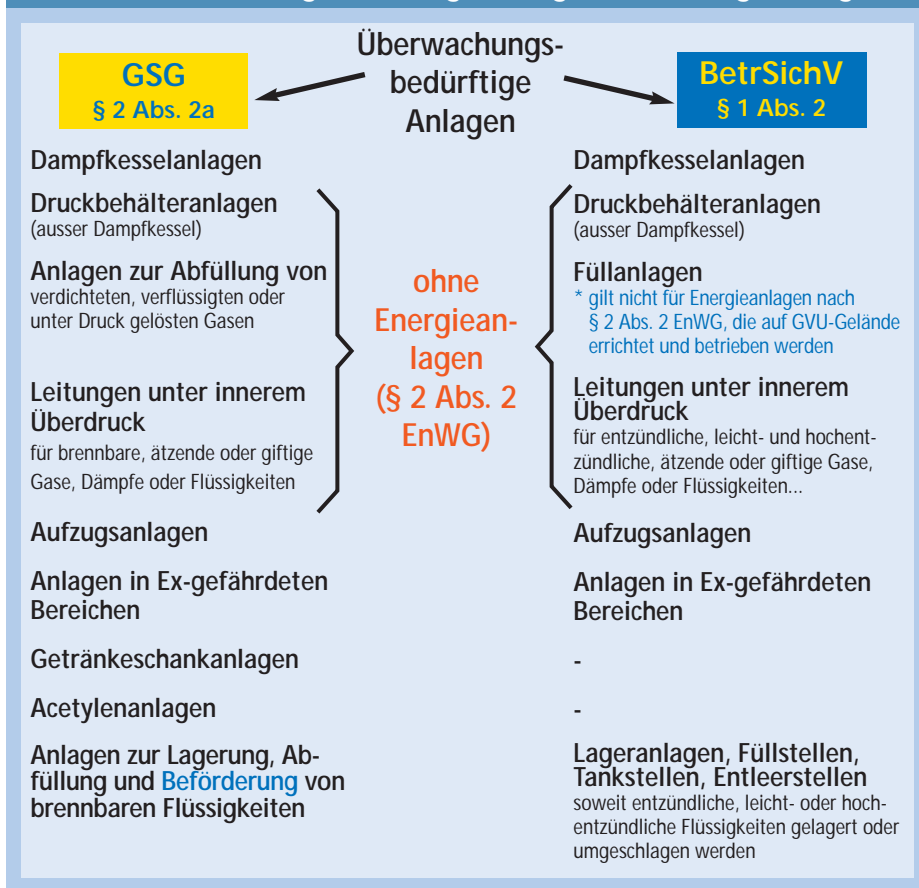 Überwachungs-
bedürftige
Anlagen
GSG
§ 2 Abs. 2a
Dampfkesselanlagen
Druckbehälteranlagen
(ausser Dampfkessel)
Anlagen zur Abfüllung von
verdichteten, verflüssigten oder
unter Druck gelösten Gasen
Leitungen unter innerem
Überdruck
für brennbare, ätzende oder giftige
Gase, Dämpfe oder Flüssigkeiten
Aufzugsanlagen
Anlagen in Ex-gefährdeten
Bereichen
Getränkeschankanlagen
Acetylenanlagen
Anlagen zur Lagerung, Ab-
füllung und Beförderung von
brennbaren Flüssigkeiten
ohne
Energiean-
lagen
(§ 2 Abs. 2
EnWG)
BetrSichV
§ 1 Abs. 2
Dampfkesselanlagen
Druckbehälteranlagen
(ausser Dampfkessel)
Füllanlagen
* gilt nicht für Energieanlagen nach
§ 2 Abs. 2 EnWG, die auf GVU-Gelände
errichtet und betrieben werden
Leitungen unter innerem
Überdruck
für entzündliche, leicht- und hochent-
zündliche, ätzende oder giftige Gase,
Dämpfe oder Flüssigkeiten...
Aufzugsanlagen
Anlagen in Ex-gefährdeten
Bereichen
-
-
Lageranlagen, Füllstellen,
Tankstellen, Entleerstellen
soweit entzündliche, leicht- oder hoch-
entzündliche Flüssigkeiten gelagert oder
umgeschlagen werden